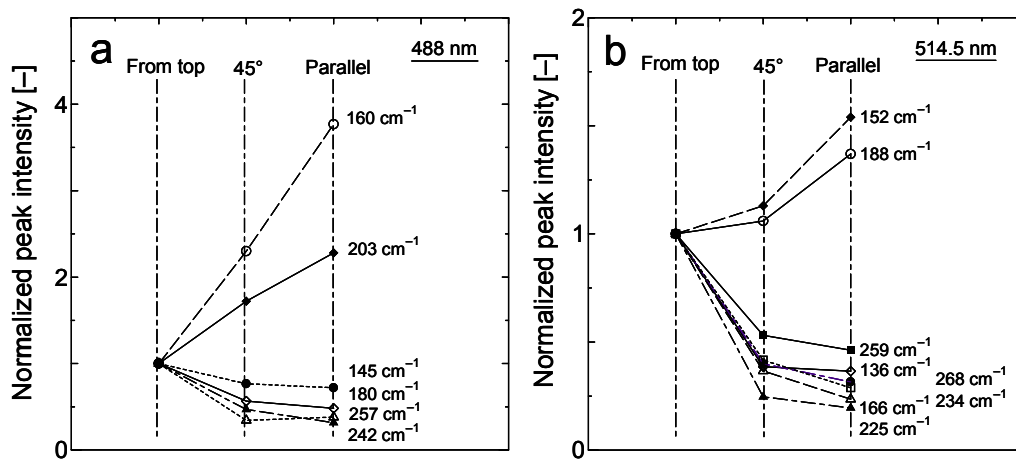 a
488 nm
From top 45° Parallel
Normalized peak intensity [–]
4
2
0
160 cm⁻¹
203 cm⁻¹
145 cm⁻¹
180 cm⁻¹
257 cm⁻¹
242 cm⁻¹
b
514.5 nm
From top 45° Parallel
Normalized peak intensity [–]
2
1
0
152 cm⁻¹
188 cm⁻¹
259 cm⁻¹
136 cm⁻¹
268 cm⁻¹
234 cm⁻¹
166 cm⁻¹
225 cm⁻¹